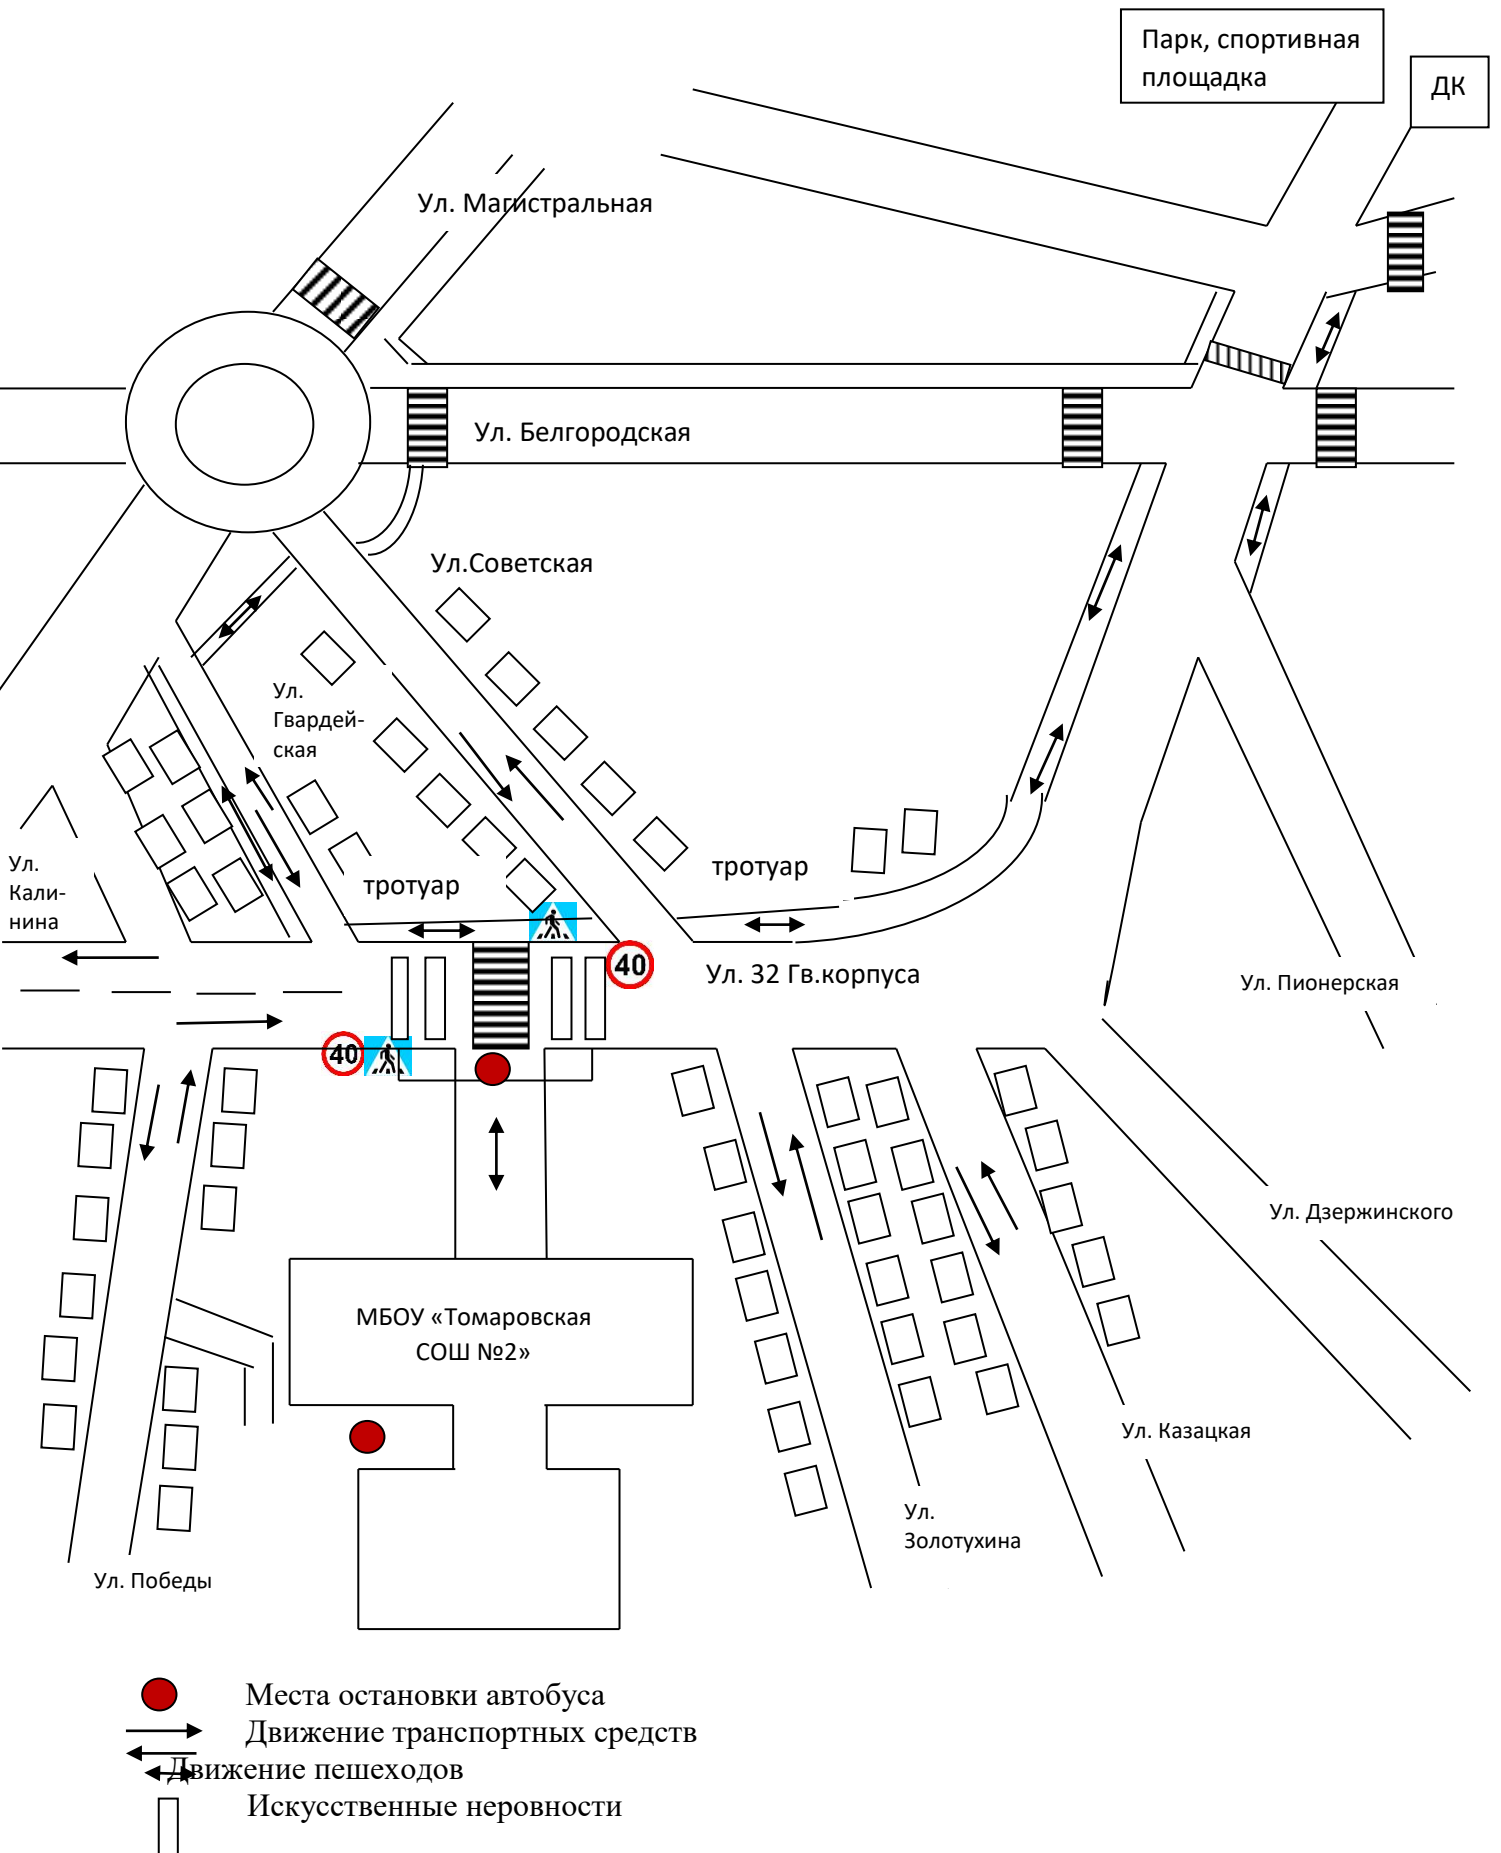 Парк, спортивная
площадка
ДК
Ул. Магистральная
Ул. Белгородская
Ул.Советская
Ул.
Гвардей-
ская
Ул.
Кали-
нина
тротуар
тротуар
40
Ул. 32 Гв.корпуса
Ул. Пионерская
40
Ул. Дзержинского
МБОУ «Томаровская
СОШ №2»
Ул. Казацкая
Ул.
Золотухина
Ул. Победы
Места остановки автобуса
Движение транспортных средств
Движение пешеходов
Искусственные неровности